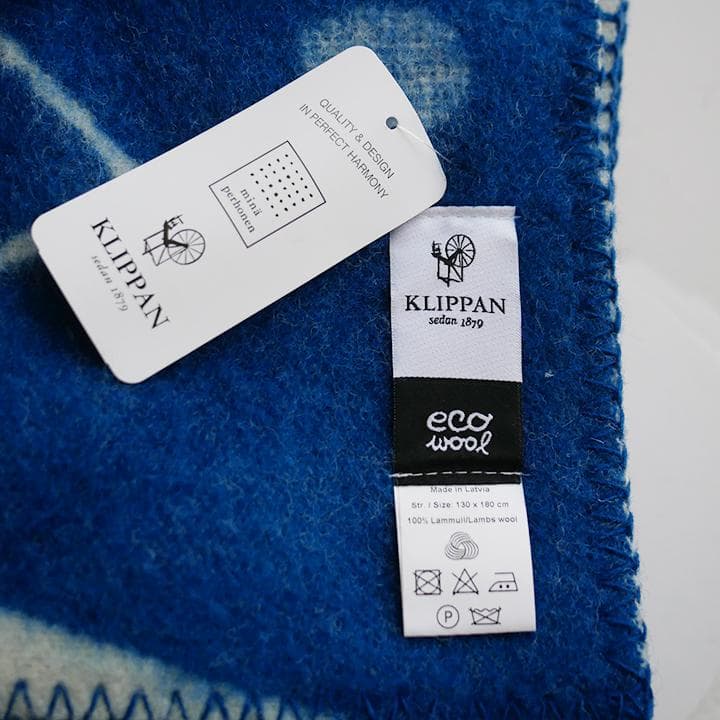 QUALITY & DESIGN
IN PERFECT HARMONY
minä
perhonen
KLIPPAN
sedan 1879
KLIPPAN
sedan 1879
eco
wool
Made in Latvia
Str. / Size: 130 x 180 cm
100% Lammull/Lambs wool
P